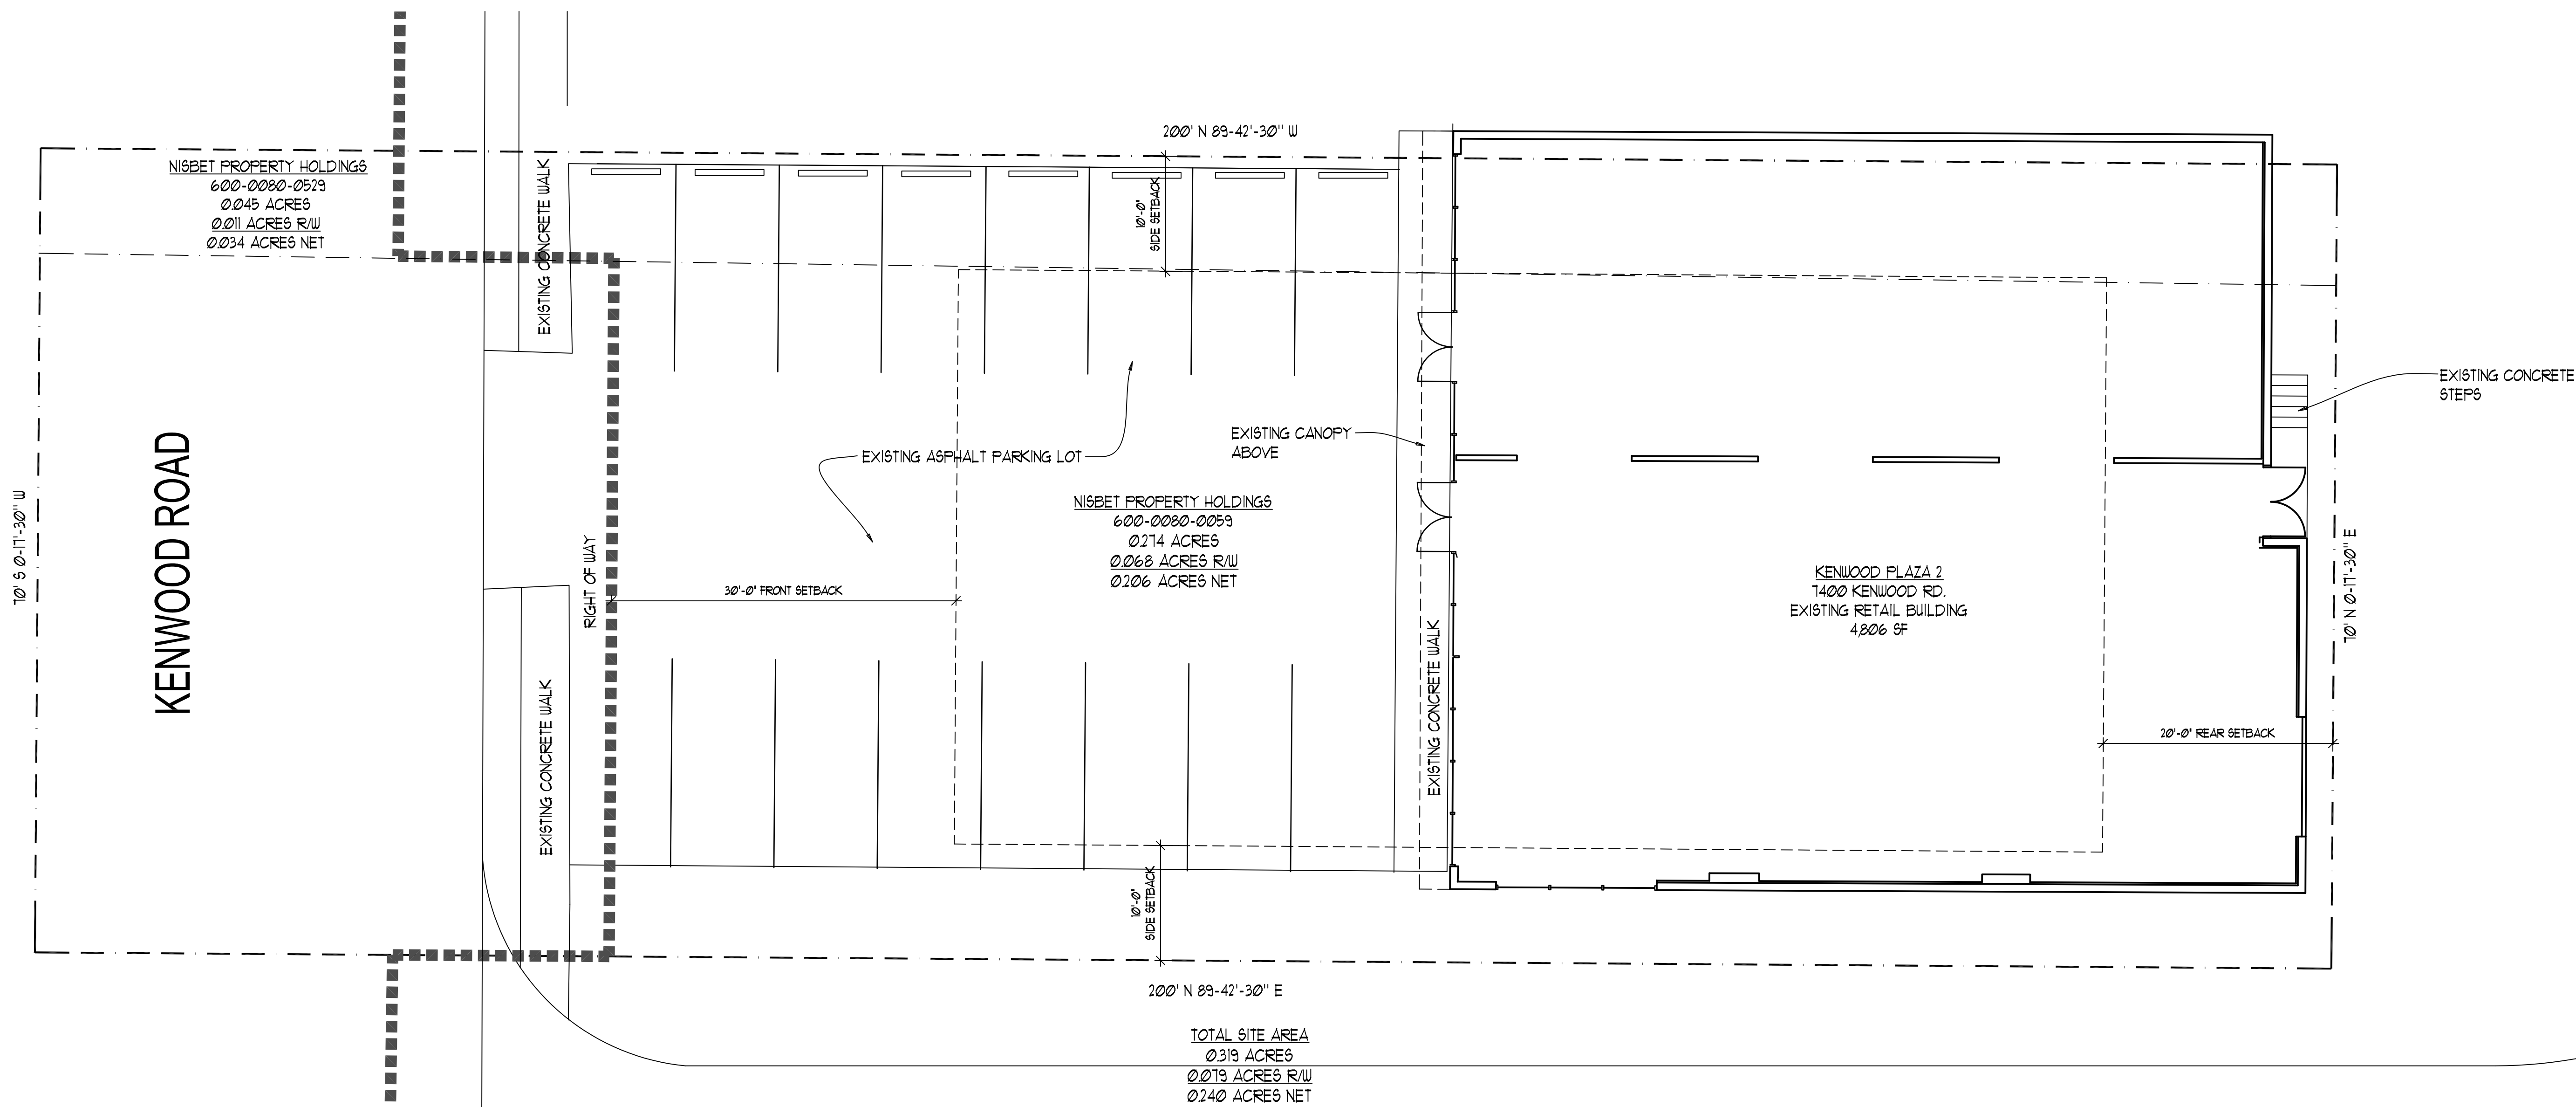 200' N 89-42'-30" W
NISBET PROPERTY HOLDINGS
600-0080-0529
0.045 ACRES
0.011 ACRES R/W
0.034 ACRES NET
EXISTING CONCRETE WALK
10'-0"
SIDE SETBACK
EXISTING CONCRETE
STEPS
EXISTING CANOPY
ABOVE
EXISTING ASPHALT PARKING LOT
KENWOOD ROAD
70' S 0-17'-30" W
NISBET PROPERTY HOLDINGS
600-0080-0059
0.274 ACRES
0.068 ACRES R/W
0.206 ACRES NET
RIGHT OF WAY
30'-0" FRONT SETBACK
KENWOOD PLAZA 2
7400 KENWOOD RD.
EXISTING RETAIL BUILDING
4,806 SF
70' N 0-17'-30" E
EXISTING CONCRETE WALK
EXISTING CONCRETE WALK
20'-0" REAR SETBACK
10'-0"
SIDE SETBACK
200' N 89-42'-30" E
TOTAL SITE AREA
0.319 ACRES
0.079 ACRES R/W
0.240 ACRES NET